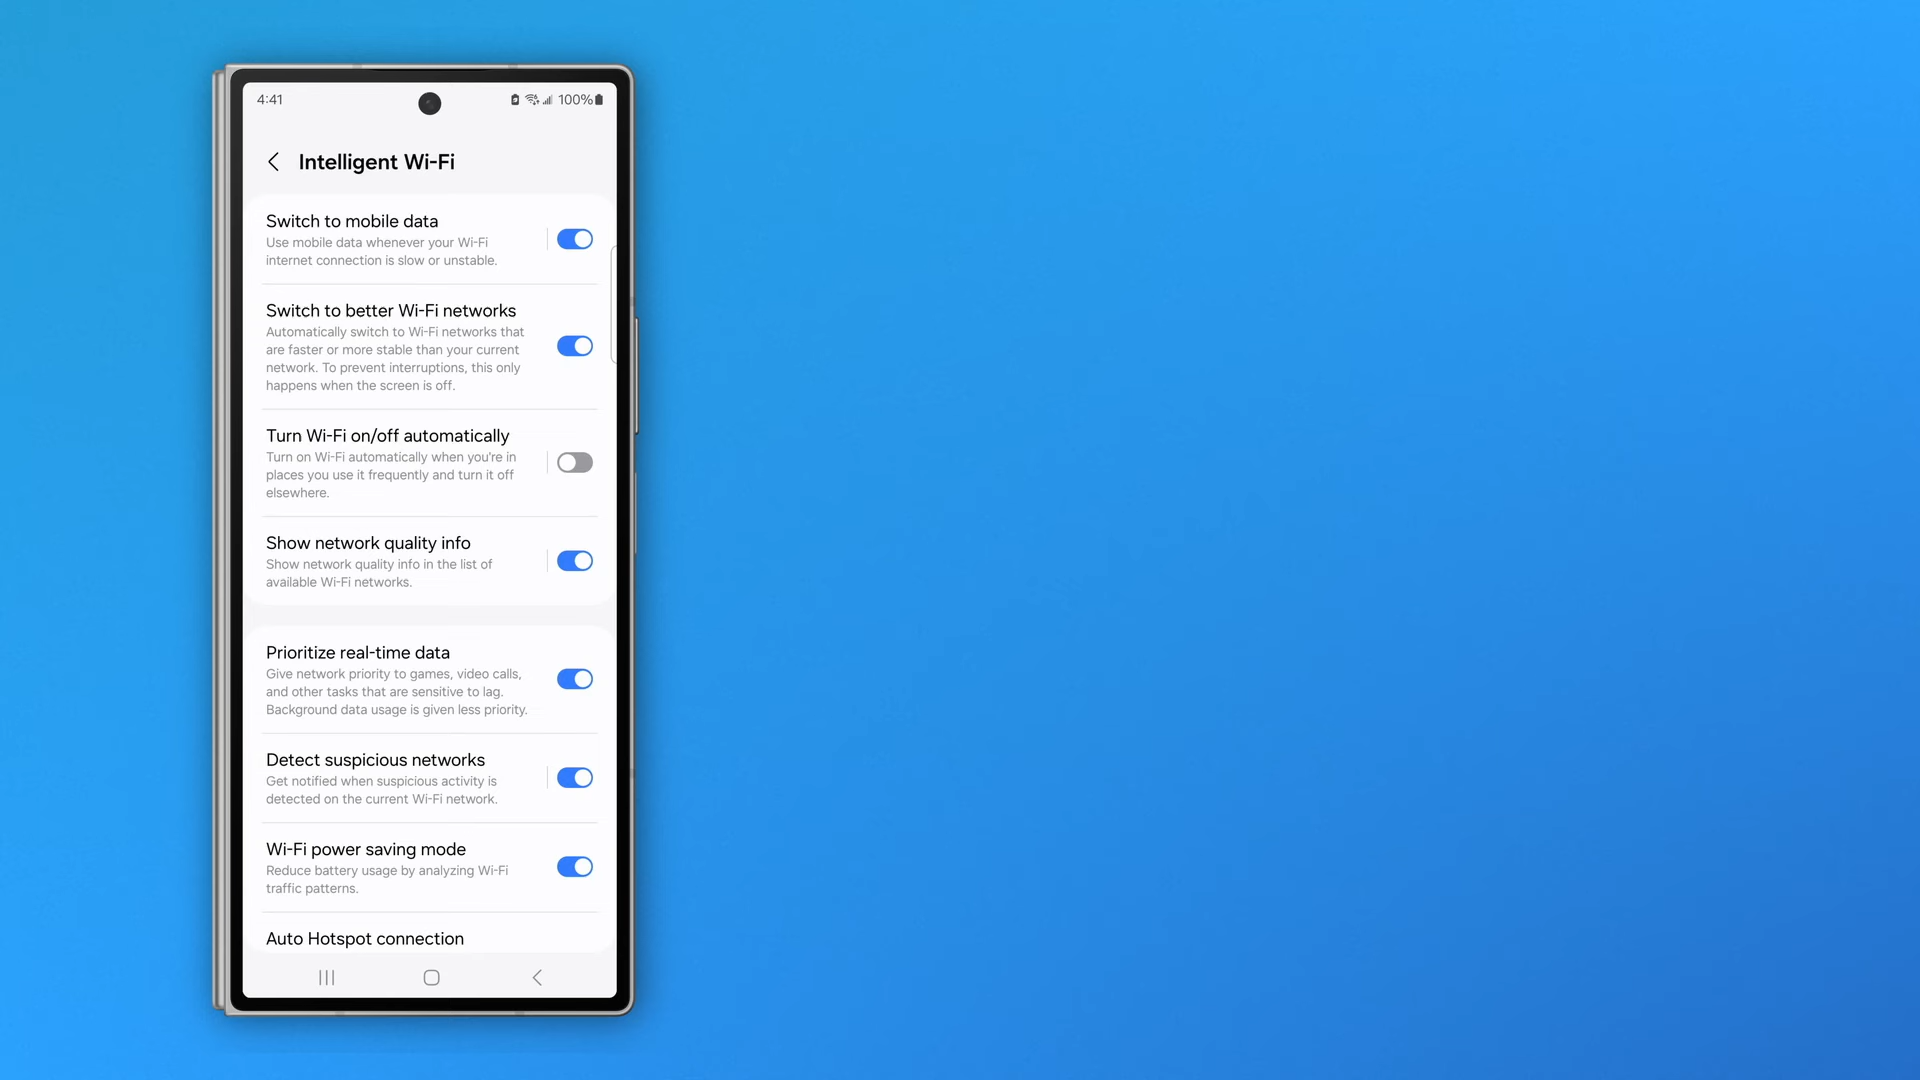 4:41
100%
Intelligent Wi-Fi
Switch to mobile data
Use mobile data whenever your Wi-Fi
internet connection is slow or unstable.
Switch to better Wi-Fi networks
Automatically switch to Wi-Fi networks that
are faster or more stable than your current
network. To prevent interruptions, this only
happens when the screen is off.
Turn Wi-Fi on/off automatically
Turn on Wi-Fi automatically when you're in
places you use it frequently and turn it off
elsewhere.
Show network quality info
Show network quality info in the list of
available Wi-Fi networks.
Prioritize real-time data
Give network priority to games, video calls,
and other tasks that are sensitive to lag.
Background data usage is given less priority.
Detect suspicious networks
Get notified when suspicious activity is
detected on the current Wi-Fi network.
Wi-Fi power saving mode
Reduce battery usage by analyzing Wi-Fi
traffic patterns.
Auto Hotspot connection